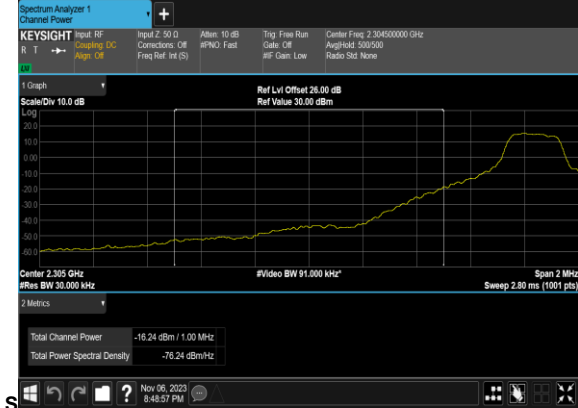 Spectrum Analyzer 1
Channel Power
+
KEYSIGHT Input: RF Input Z: 50 Ω Atten: 10 dB Trig: Free Run Center Freq: 2.304500000 GHz
R T Coupling: DC Corrections: Off #PNO: Fast Gate: Off Avg|Hold: 500/500
Align: Off Freq Ref: Int (S) #IF Gain: Low Radio Std: None
1 Graph
Ref Lvl Offset 26.00 dB
Scale/Div 10.0 dB Ref Value 30.00 dBm
Log
20.0
10.0
0.00
-10.0
-20.0
-30.0
-40.0
-50.0
-60.0
Center 2.305 GHz #Video BW 91.000 kHz* Span 2 MHz
#Res BW 30.000 kHz Sweep 2.80 ms (1001 pts)
2 Metrics
Total Channel Power -16.24 dBm / 1.00 MHz
Total Power Spectral Density -76.24 dBm/Hz
S
? Nov 06, 2023
8:48:57 PM